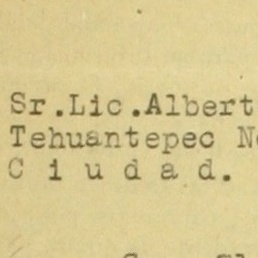 Sr.Lic.Albert
Tehuantepec N
C i u d a d.